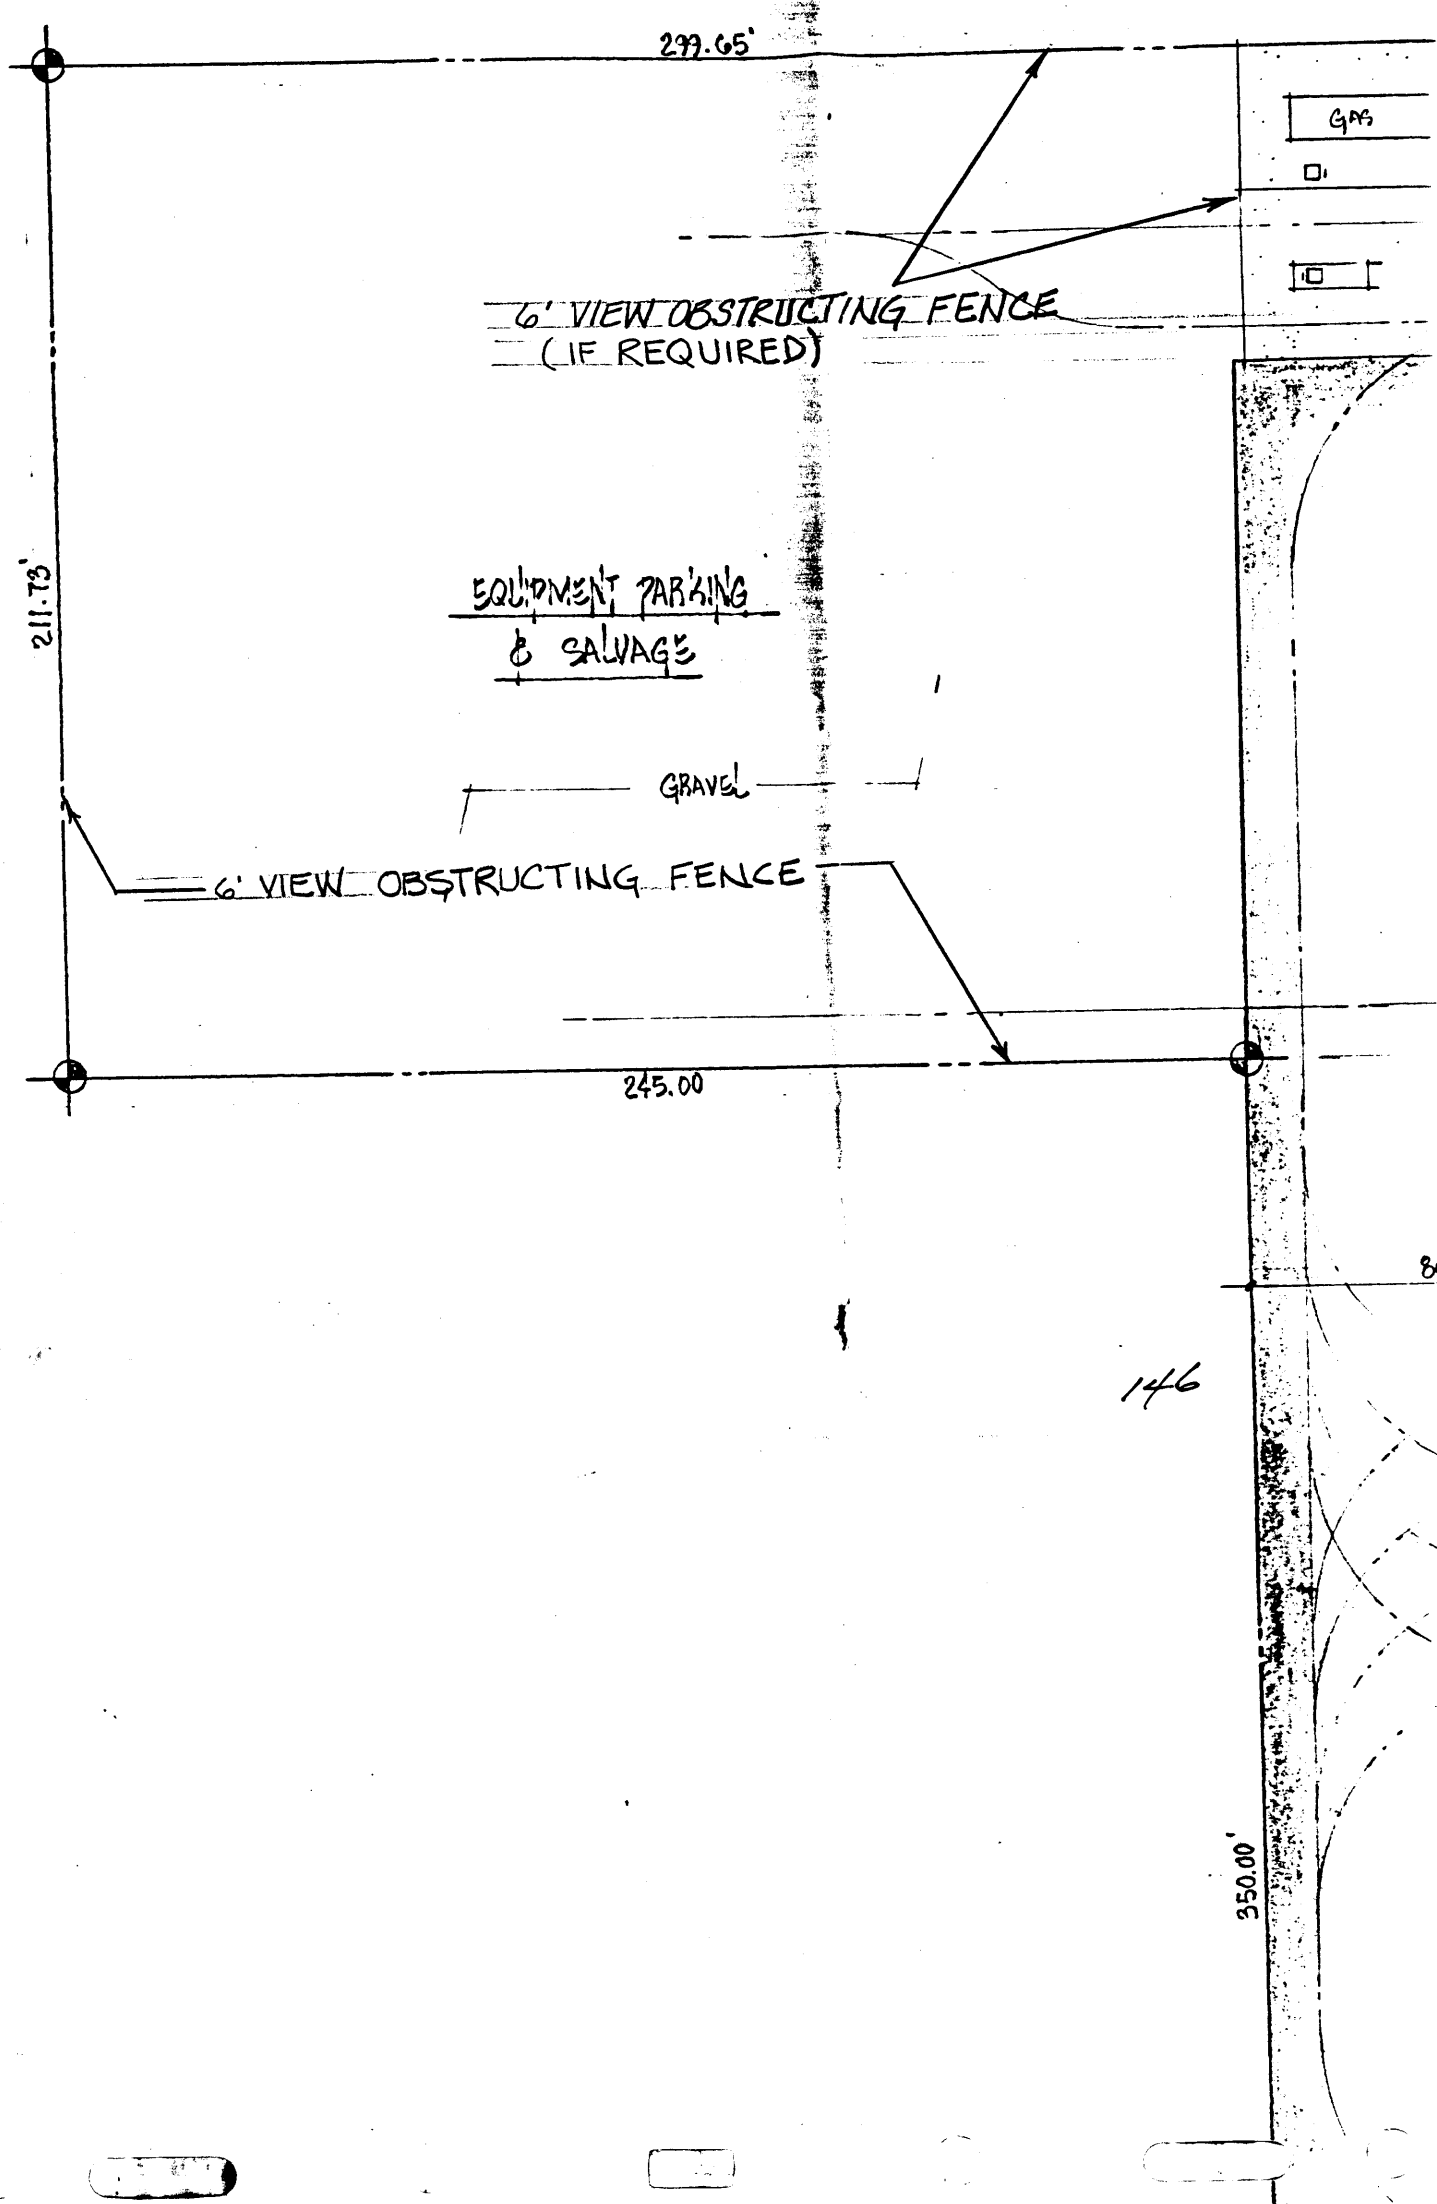 299.65'
GAS
6' VIEW OBSTRUCTING FENCE
(IF REQUIRED)
211.73'
EQUIPMENT PARKING
& SALVAGE
GRAVEL
6' VIEW OBSTRUCTING FENCE
245.00
146
350.00'